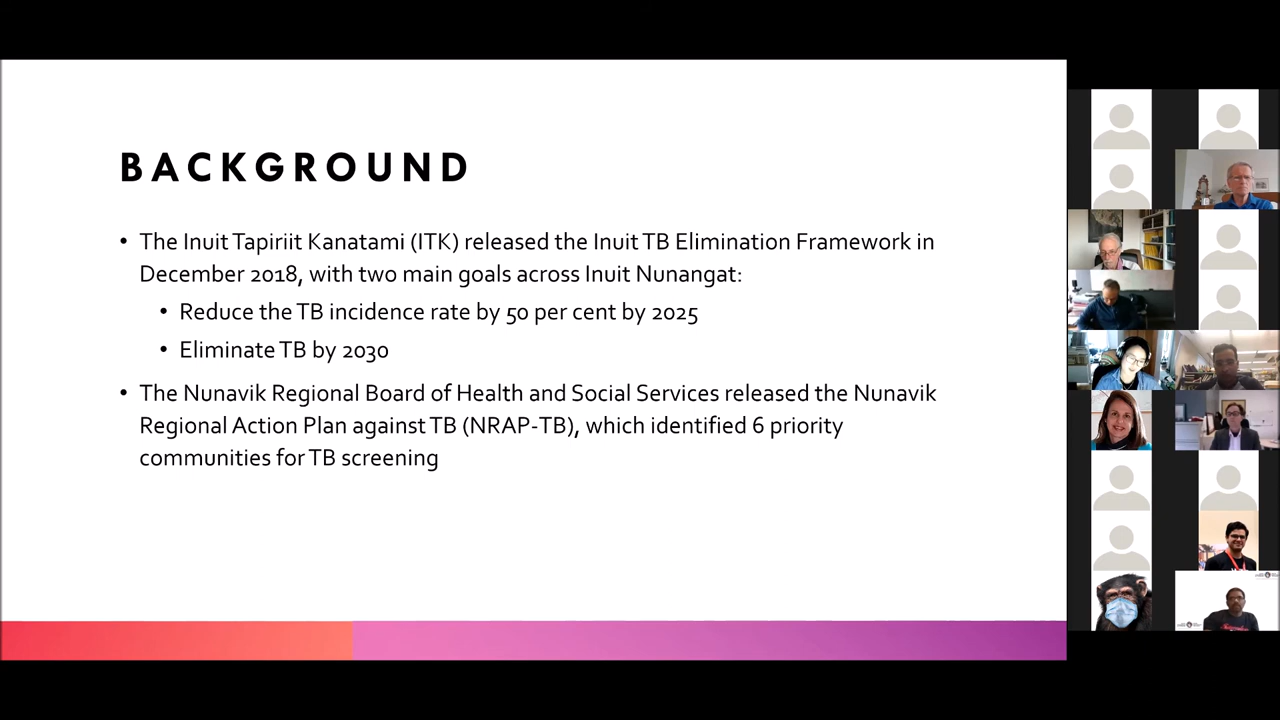 BACKGROUND
• The Inuit Tapiriit Kanatami (ITK) released the Inuit TB Elimination Framework in
December 2018, with two main goals across Inuit Nunangat:
• Reduce the TB incidence rate by 50 per cent by 2025
• Eliminate TB by 2030
• The Nunavik Regional Board of Health and Social Services released the Nunavik
Regional Action Plan against TB (NRAP-TB), which identified 6 priority
communities for TB screening